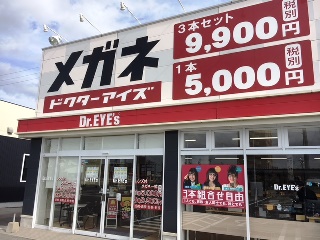 メガネ
ドクターアイズ
3本セット
9,900円
税別
1本
5,000円
税別
Dr.EYE's
3本組合せ自由
Dr.EYE's